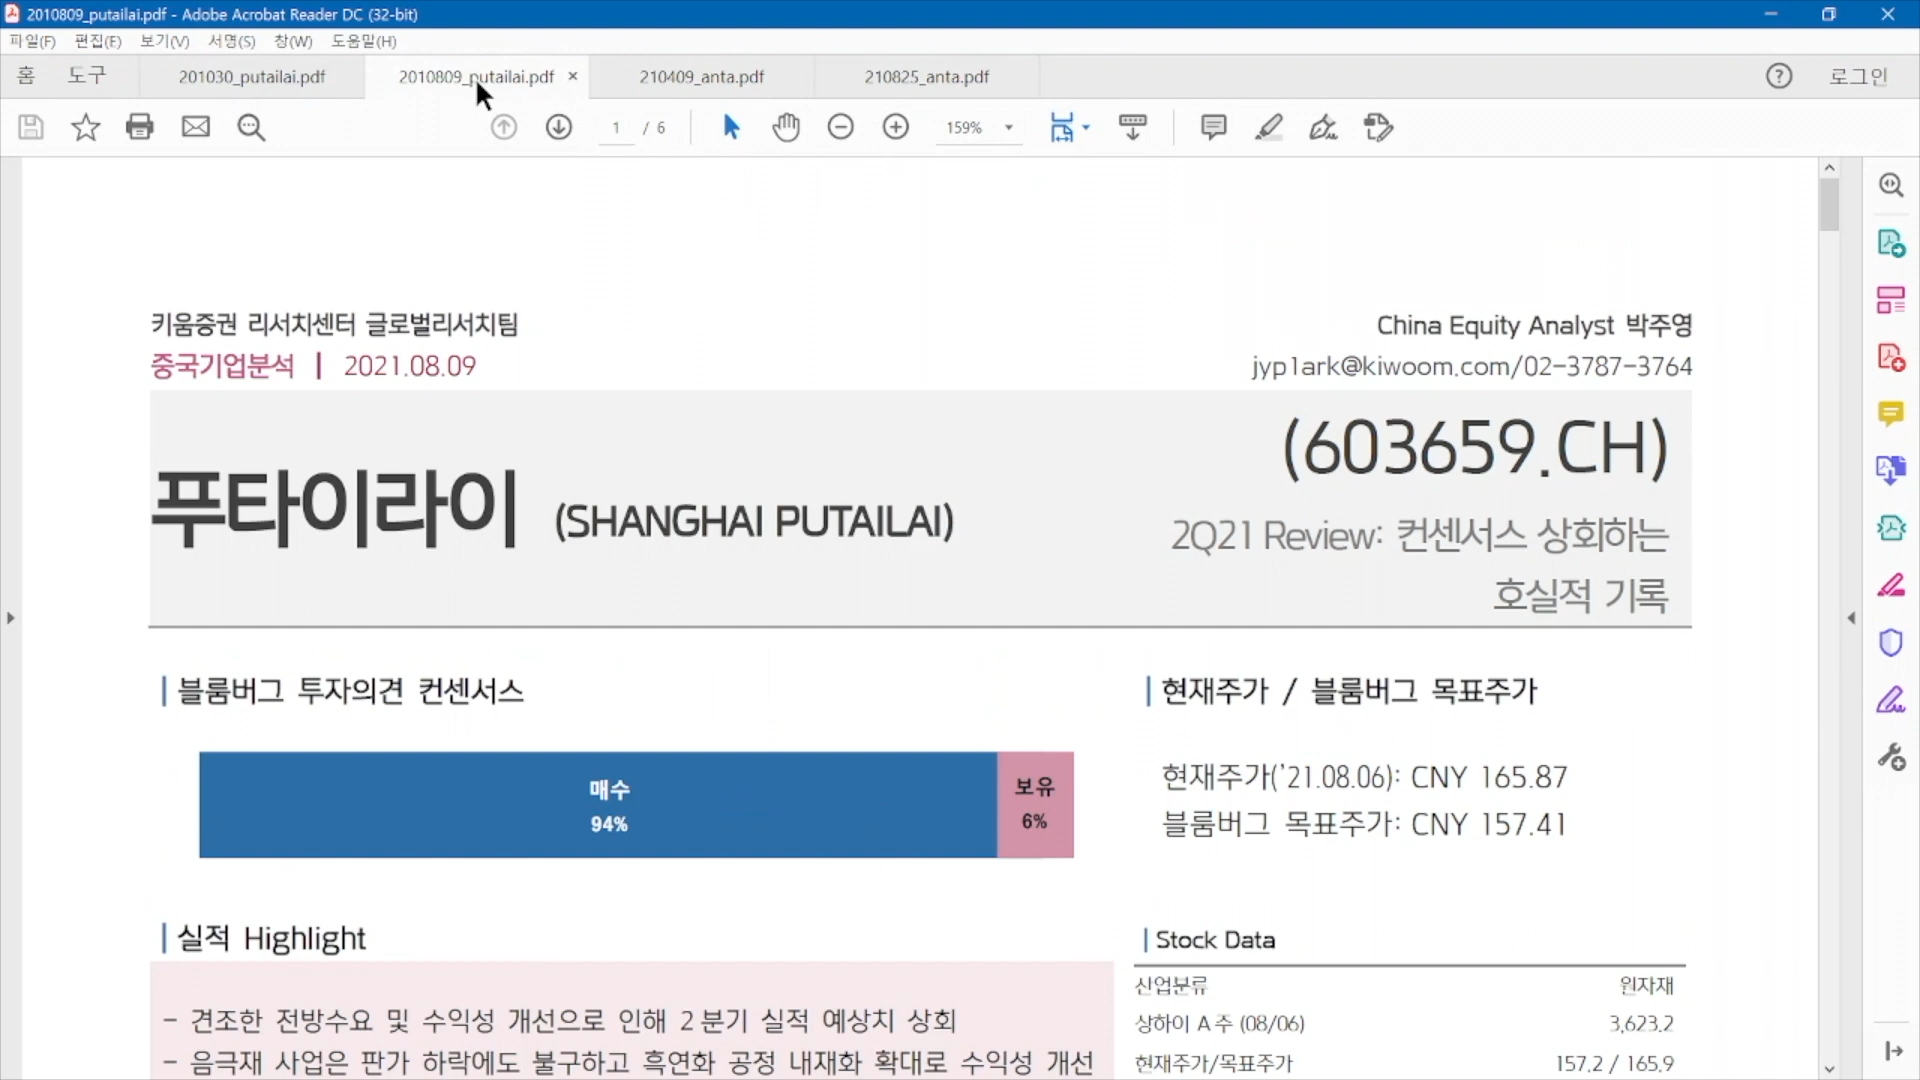 2010809_putailai.pdf - Adobe Acrobat Reader DC (32-bit)
파일(F) 편집(E) 보기(V) 서명(S) 창(W) 도움말(H)
홈 도구 201030_putailai.pdf 2010809_putailai.pdf × 210409_anta.pdf 210825_anta.pdf ? 로그인
1 / 6 159%
키움증권 리서치센터 글로벌리서치팀
중국기업분석 | 2021.08.09
China Equity Analyst 박주영
jyp1ark@kiwoom.com/02-3787-3764
푸타이라이 (SHANGHAI PUTAILAI)
(603659.CH)
2Q21 Review: 컨센서스 상회하는
호실적 기록
블룸버그 투자의견 컨센서스
매수
94%
보유
6%
현재주가 / 블룸버그 목표주가
현재주가('21.08.06): CNY 165.87
블룸버그 목표주가: CNY 157.41
실적 Highlight
- 견조한 전방수요 및 수익성 개선으로 인해 2분기 실적 예상치 상회
- 음극재 사업은 판가 하락에도 불구하고 흑연화 공정 내재화 확대로 수익성 개선
Stock Data
산업분류 원자재
상하이 A주 (08/06) 3,623.2
현재주가/목표주가 157.2 / 165.9